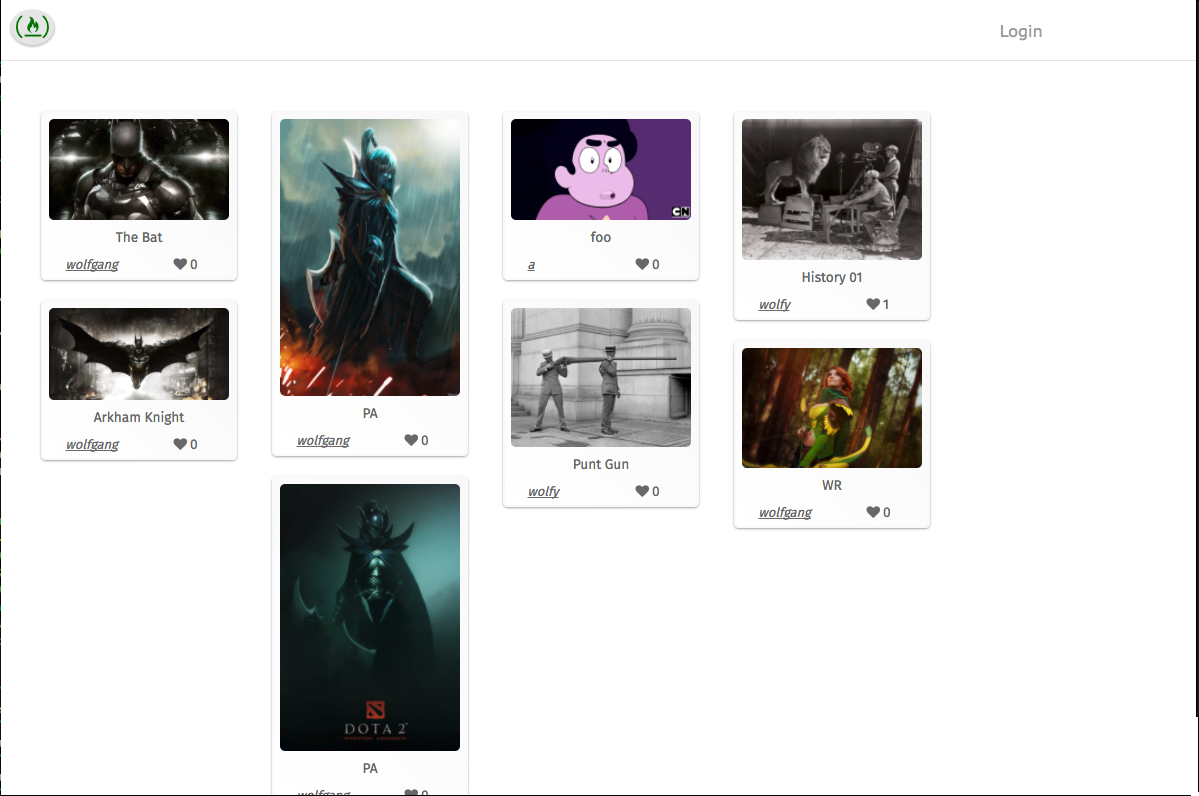 Login
The Bat
wolfgang 0
Arkham Knight
wolfgang 0
PA
wolfgang 0
DOTA 2
PA
wolfgang 0
foo
a 0
CN
Punt Gun
wolfy 0
History 01
wolfy 1
WR
wolfgang 0